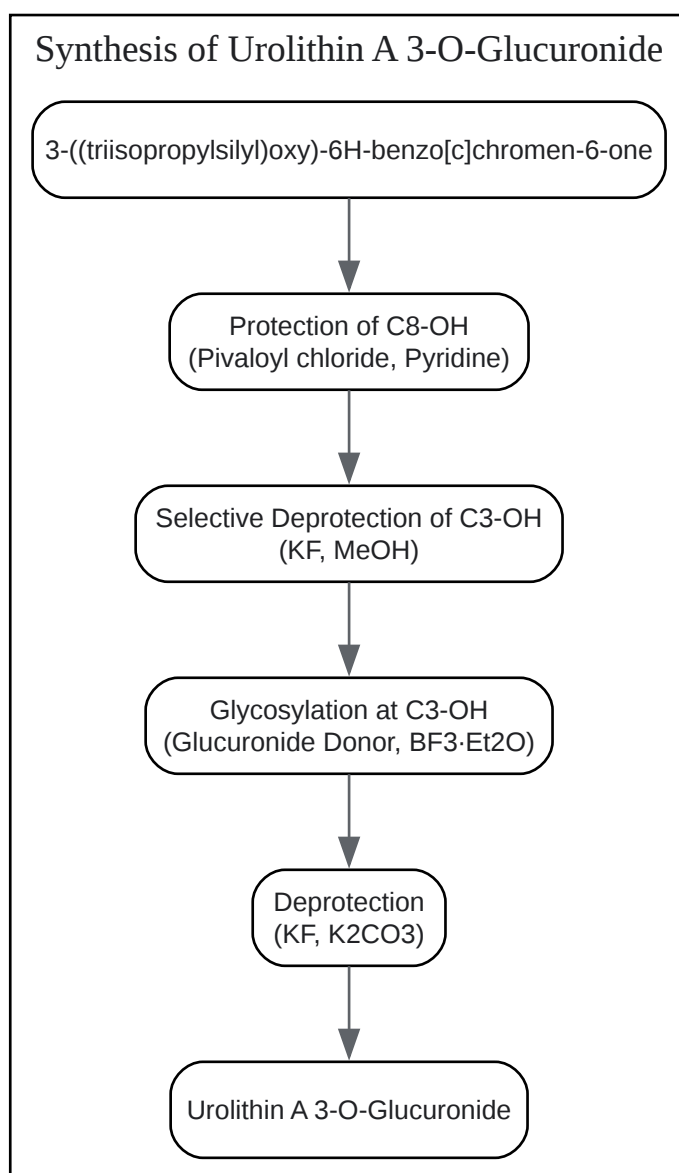 Synthesis of Urolithin A 3-O-Glucuronide
3-((triisopropylsilyl)oxy)-6H-benzo[c]chromen-6-one
Protection of C8-OH
(Pivaloyl chloride, Pyridine)
Selective Deprotection of C3-OH
(KF, MeOH)
Glycosylation at C3-OH
(Glucuronide Donor, BF3·Et2O)
Deprotection
(KF, K2CO3)
Urolithin A 3-O-Glucuronide